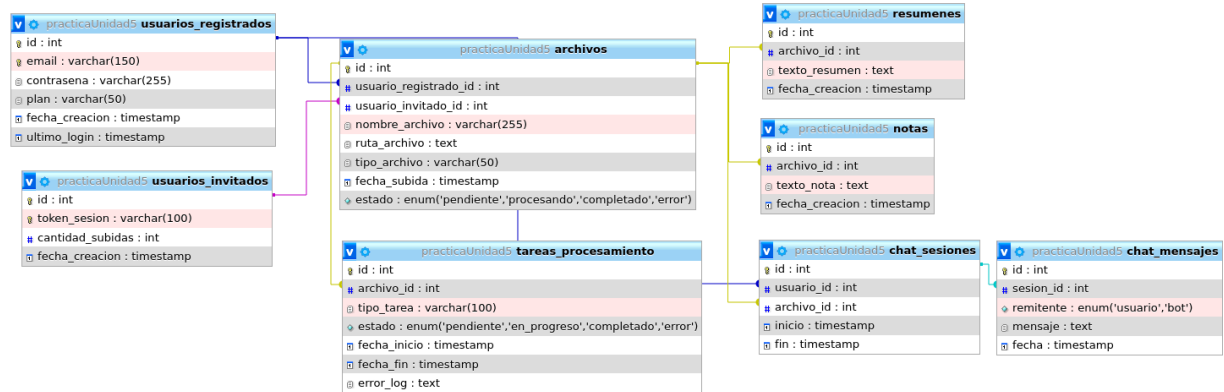 practicaUnidad5 usuarios_registrados
id : int
email : varchar(150)
contrasena : varchar(255)
plan : varchar(50)
fecha_creacion : timestamp
ultimo_login : timestamp
practicaUnidad5 usuarios_invitados
id : int
token_sesion : varchar(100)
cantidad_subidas : int
fecha_creacion : timestamp
practicaUnidad5 archivos
id : int
usuario_registrado_id : int
usuario_invitado_id : int
nombre_archivo : varchar(255)
ruta_archivo : text
tipo_archivo : varchar(50)
fecha_subida : timestamp
estado : enum('pendiente','procesando','completado','error')
practicaUnidad5 tareas_procesamiento
id : int
archivo_id : int
tipo_tarea : varchar(100)
estado : enum('pendiente','en_progreso','completado','error')
fecha_inicio : timestamp
fecha_fin : timestamp
error_log : text
practicaUnidad5 resumenes
id : int
archivo_id : int
texto_resumen : text
fecha_creacion : timestamp
practicaUnidad5 notas
id : int
archivo_id : int
texto_nota : text
fecha_creacion : timestamp
practicaUnidad5 chat_sesiones
id : int
usuario_id : int
archivo_id : int
inicio : timestamp
fin : timestamp
practicaUnidad5 chat_mensajes
id : int
sesion_id : int
remitente : enum('usuario','bot')
mensaje : text
fecha : timestamp